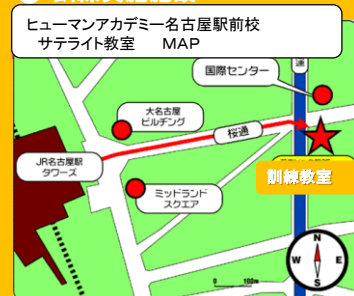 ヒューマンアカデミー名古屋駅前校
サテライト教室 MAP
国際センター
大名古屋
ビルヂング
桜通
JR名古屋駅
タワーズ
訓練教室
ミッドランド
スクエア
N
W E
S
0 100m